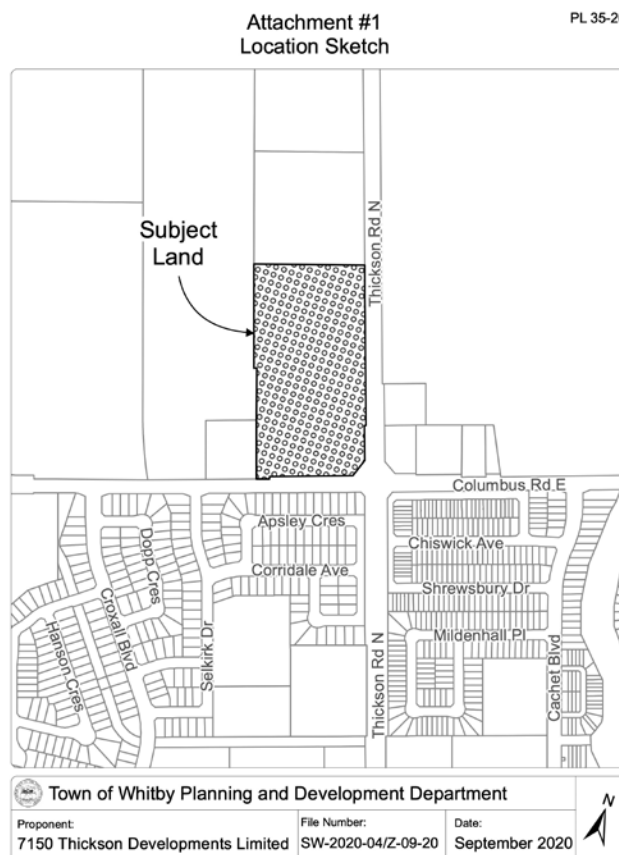 Attachment #1
PL 35-20
Location Sketch
Thickson Rd N
Subject
Land
Columbus Rd E
Apsley Cres
Chiswick Ave
Dopp Cres
Corridale Ave
Shrewsbury Dr
Croxall Blvd
Hanson Cres
Selkirk Dr
Mildenhall Pl
Thickson Rd N
Cachet Blvd
Town of Whitby Planning and Development Department
N
Proponent:
7150 Thickson Developments Limited
File Number:
SW-2020-04/Z-09-20
Date:
September 2020